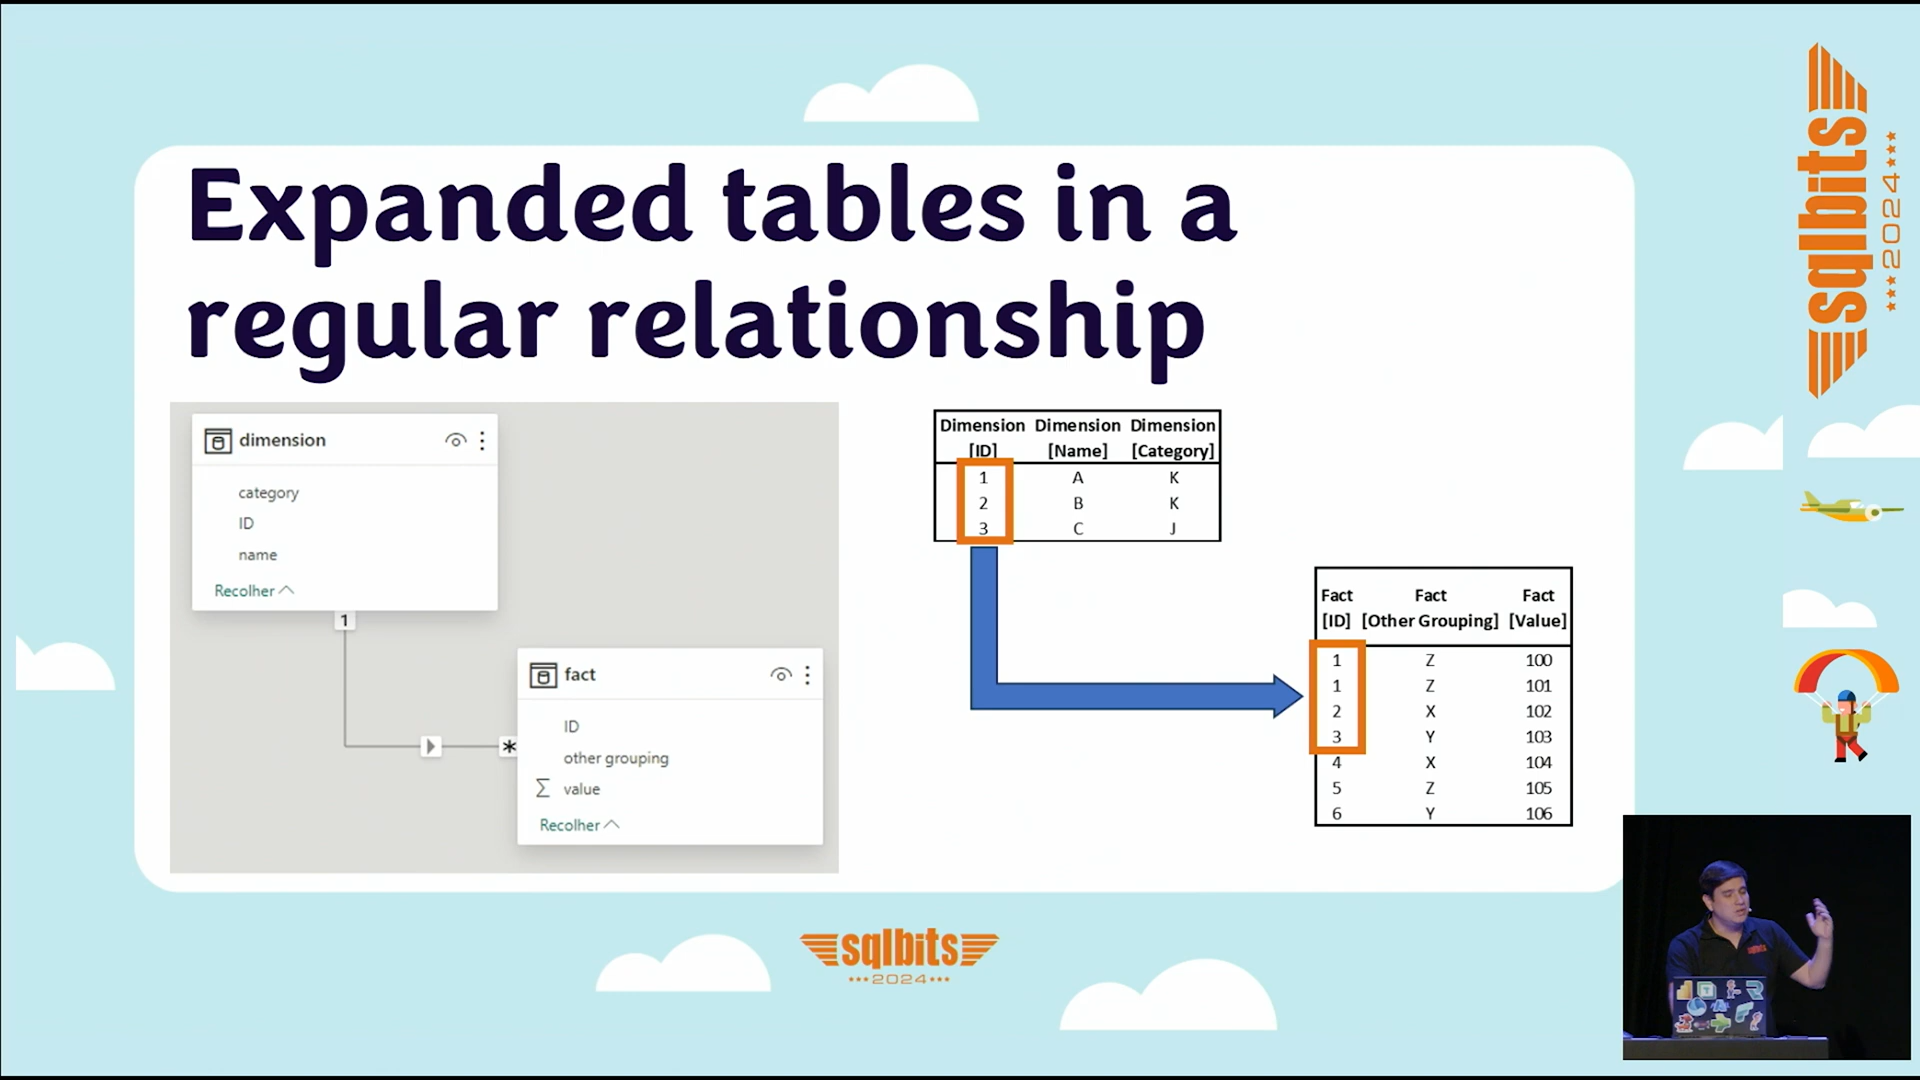 Expanded tables in a
regular relationship
dimension
category
ID
name
Recolher
1
*
fact
ID
other grouping
Σ value
Recolher
Dimension Dimension Dimension
[ID] [Name] [Category]
1 A K
2 B K
3 C J
Fact Fact Fact
[ID] [Other Grouping] [Value]
1 Z 100
1 Z 101
2 X 102
3 Y 103
4 X 104
5 Z 105
6 Y 106
sqlbits
2024
sqlbits
2024